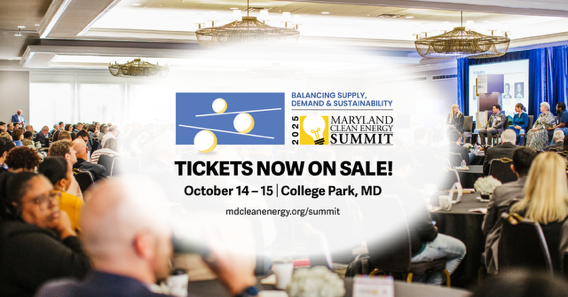 BALANCING SUPPLY,
DEMAND & SUSTAINABILITY
2025
MARYLAND
CLEAN ENERGY
SUMMIT
TICKETS NOW ON SALE!
October 14 – 15 | College Park, MD
mdcleanenergy.org/summit